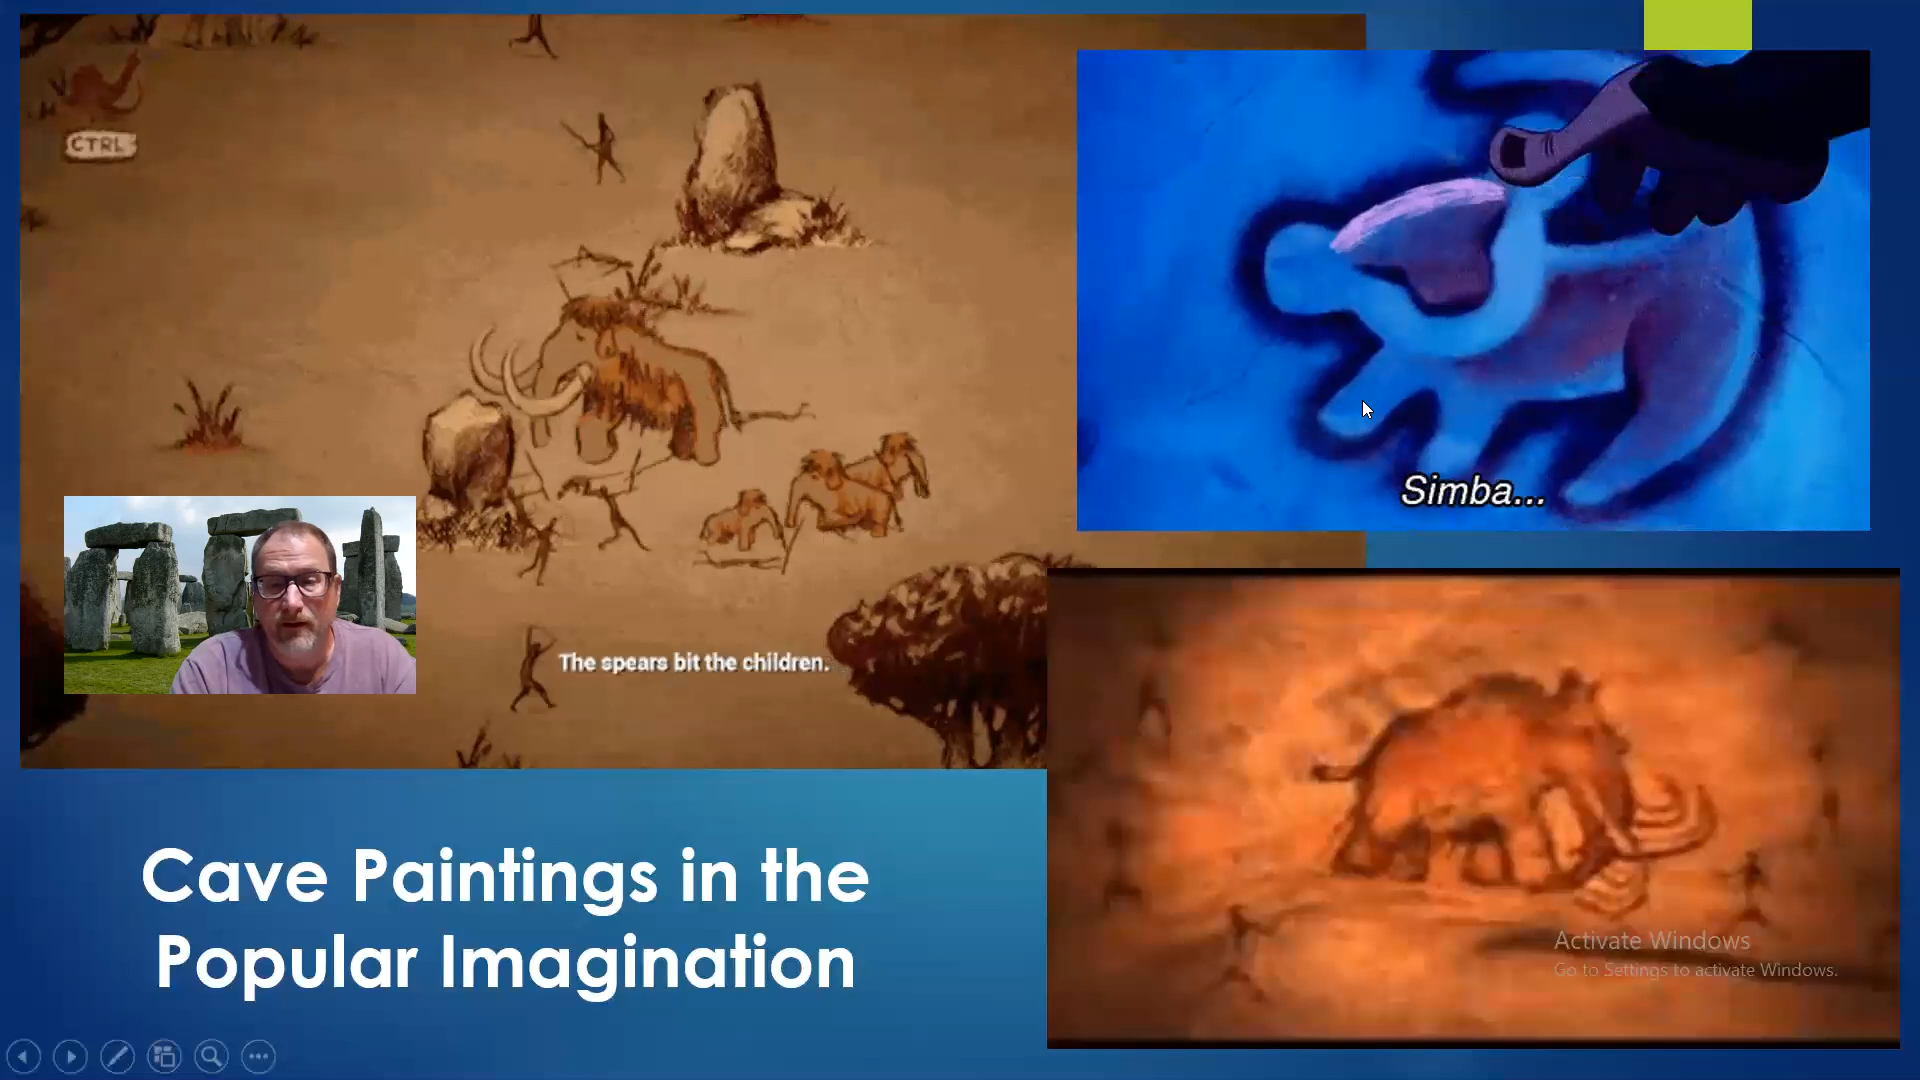 CTRL
Simba...
The spears bit the children.
Cave Paintings in the
Popular Imagination
Activate Windows
Go to Settings to activate Windows.